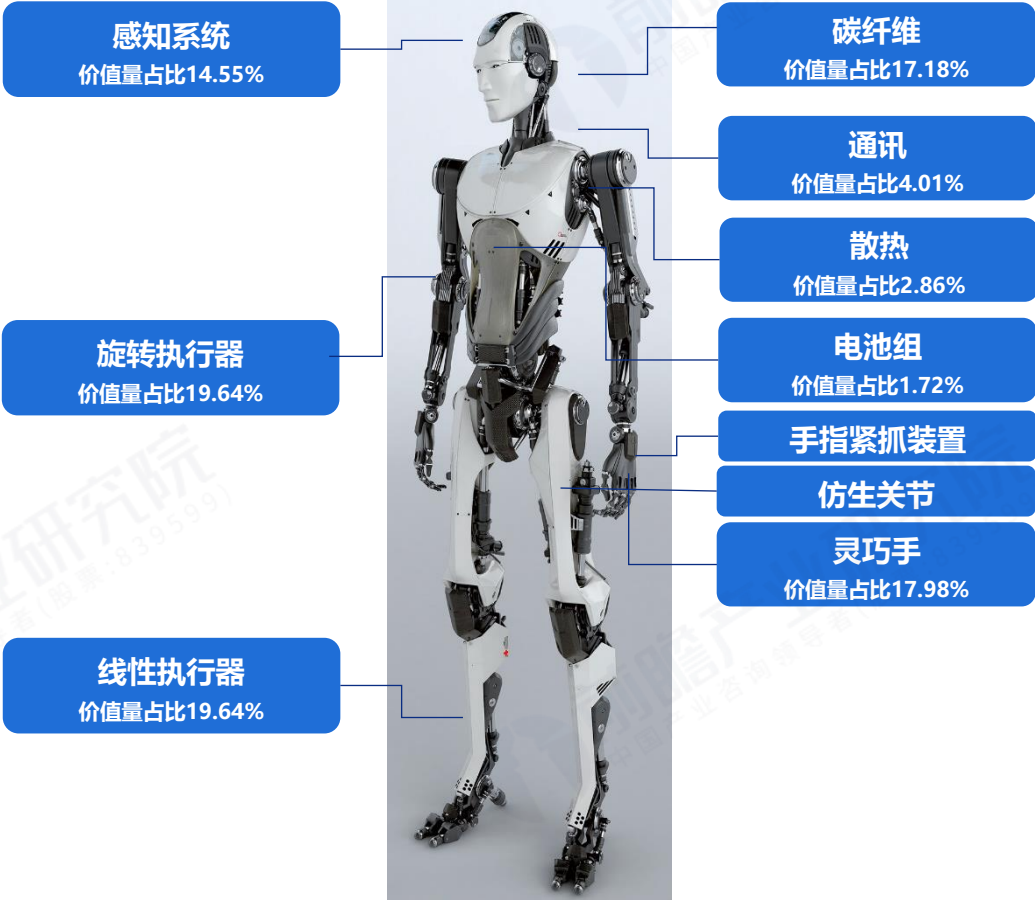 感知系统
价值量占比14.55%
旋转执行器
价值量占比19.64%
线性执行器
价值量占比19.64%
碳纤维
价值量占比17.18%
通讯
价值量占比4.01%
散热
价值量占比2.86%
电池组
价值量占比1.72%
手指紧抓装置
仿生关节
灵巧手
价值量占比17.98%